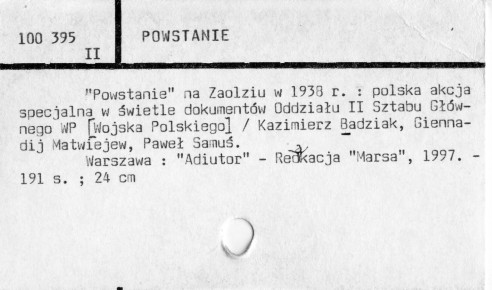 100 395
II
POWSTANIE
"Powstanie" na Zaolziu w 1938 r. : polska akcja
specjalna w świetle dokumentów Oddziału II Sztabu Głów-
nego WP [Wojska Polskiego] / Kazimierz Badziak, Gienna-
dij Matwiejew, Paweł Samuś.
Warszawa : "Adiutor" - Redakacja "Marsa", 1997. -
191 s. ; 24 cm